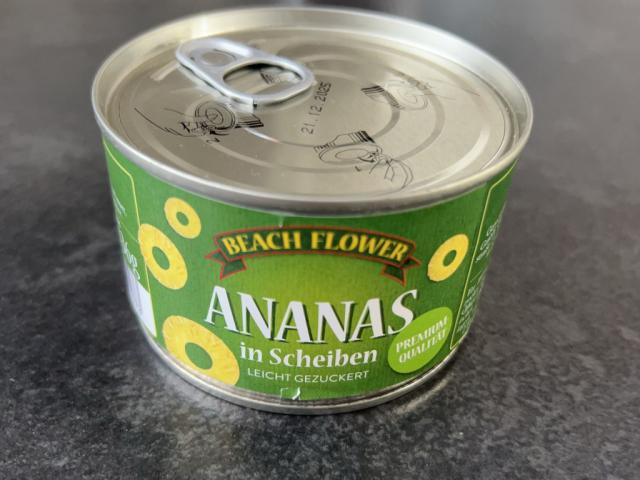 21.12.2025
BEACH FLOWER
ANANAS
in Scheiben
LEICHT GEZUCKERT
PREMIUM
QUALITÄT